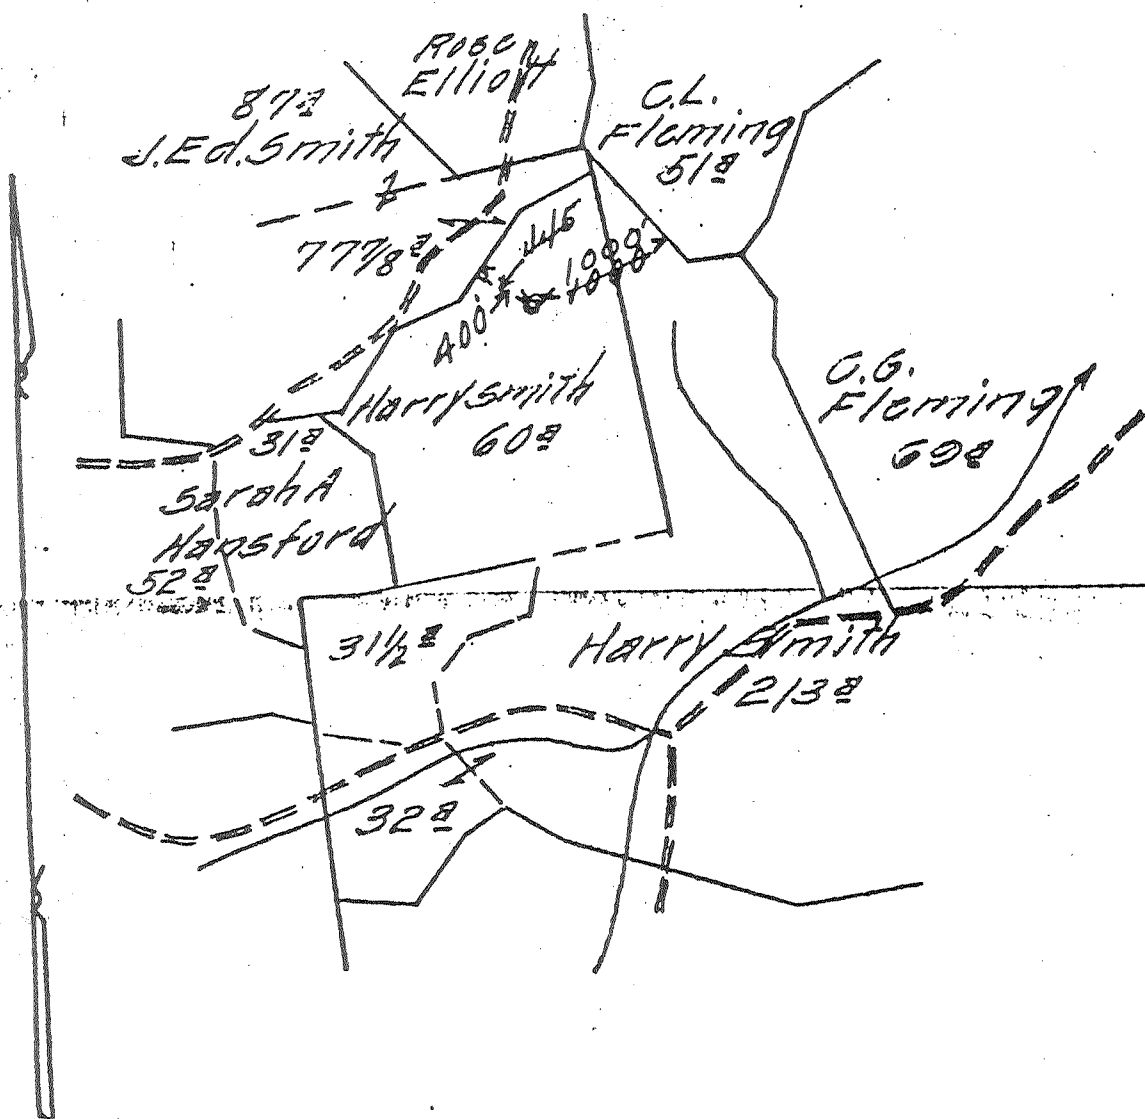 Rose
Elliott
87a
J.Ed.Smith
C.L.
Fleming
51a
77 7/8a
445
1000'
400'
Harry Smith
60a
C.G.
Fleming
69a
31a
Sarah A
Hansford
52a
31 1/2a
Harry Smith
213a
32a